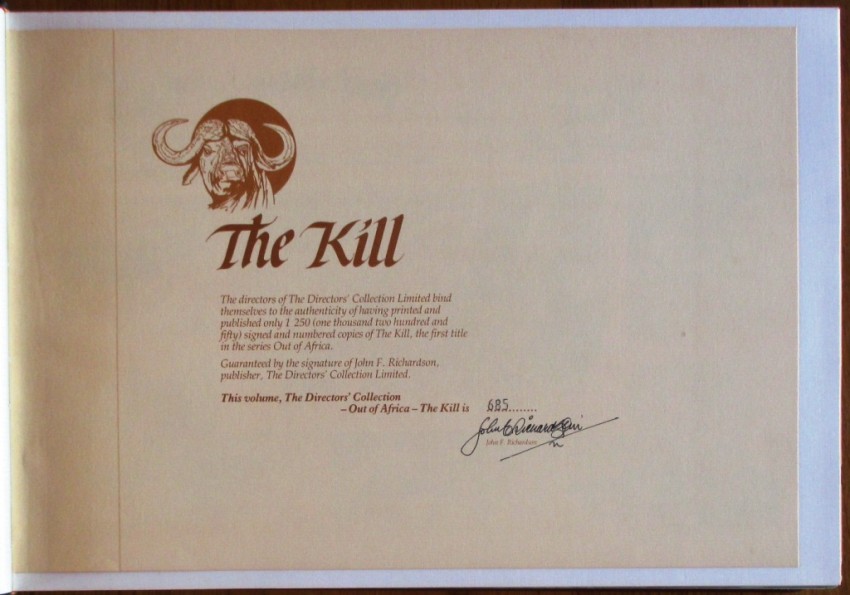 The Kill
The directors of The Directors' Collection Limited bind
themselves to the authenticity of having printed and
published only 1 250 (one thousand two hundred and
fifty) signed and numbered copies of The Kill, the first title
in the series Out of Africa.
Guaranteed by the signature of John F. Richardson,
publisher, The Directors' Collection Limited.
This volume, The Directors' Collection
– Out of Africa – The Kill is 685........
John F. Richardson